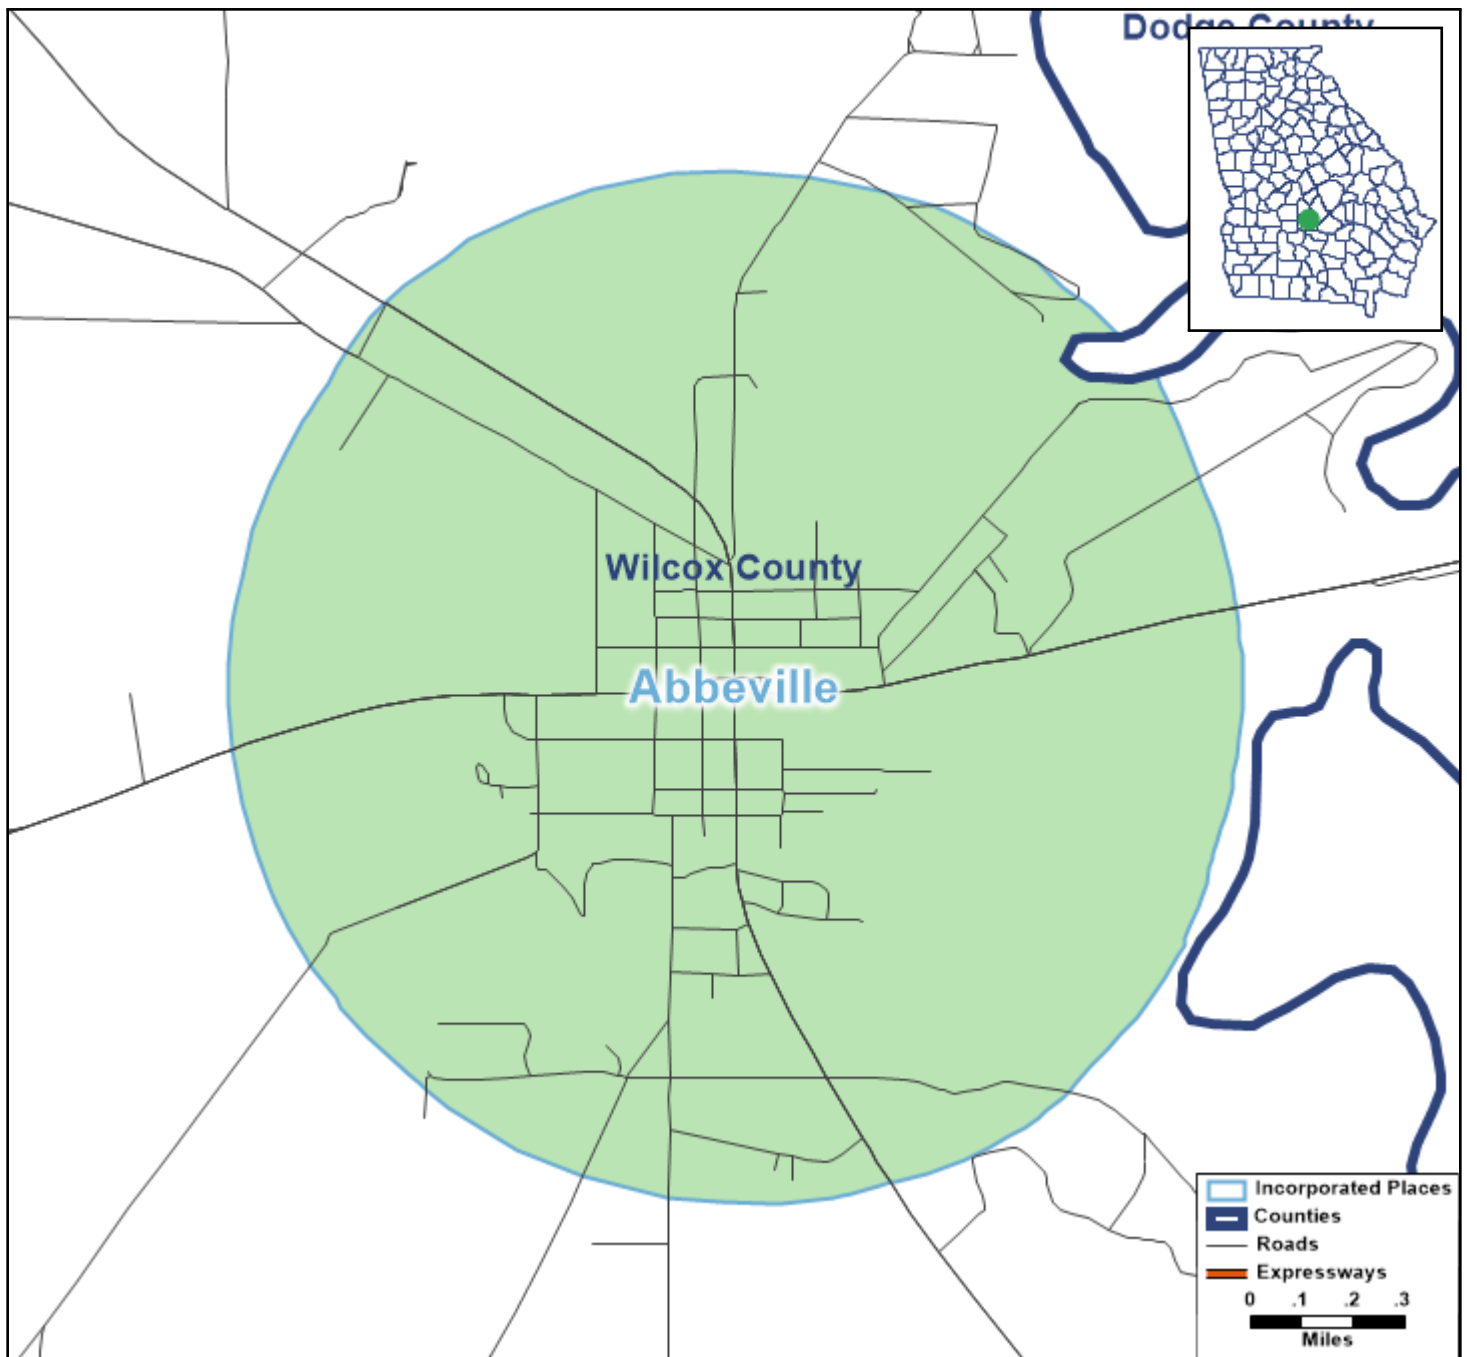 Dodge County
Wilcox County
Abbeville
Incorporated Places
Counties
Roads
Expressways
0 .1 .2 .3
Miles